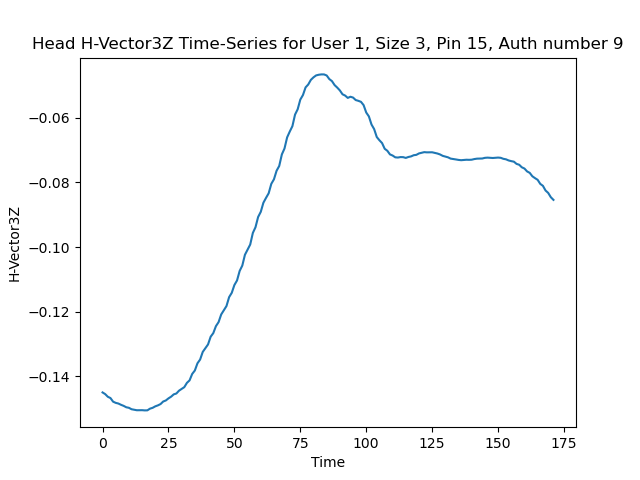 Head H-Vector3Z Time-Series for User 1, Size 3, Pin 15, Auth number 9
−0.06
−0.08
−0.10
−0.12
−0.14
H-Vector3Z
0 25 50 75 100 125 150 175
Time